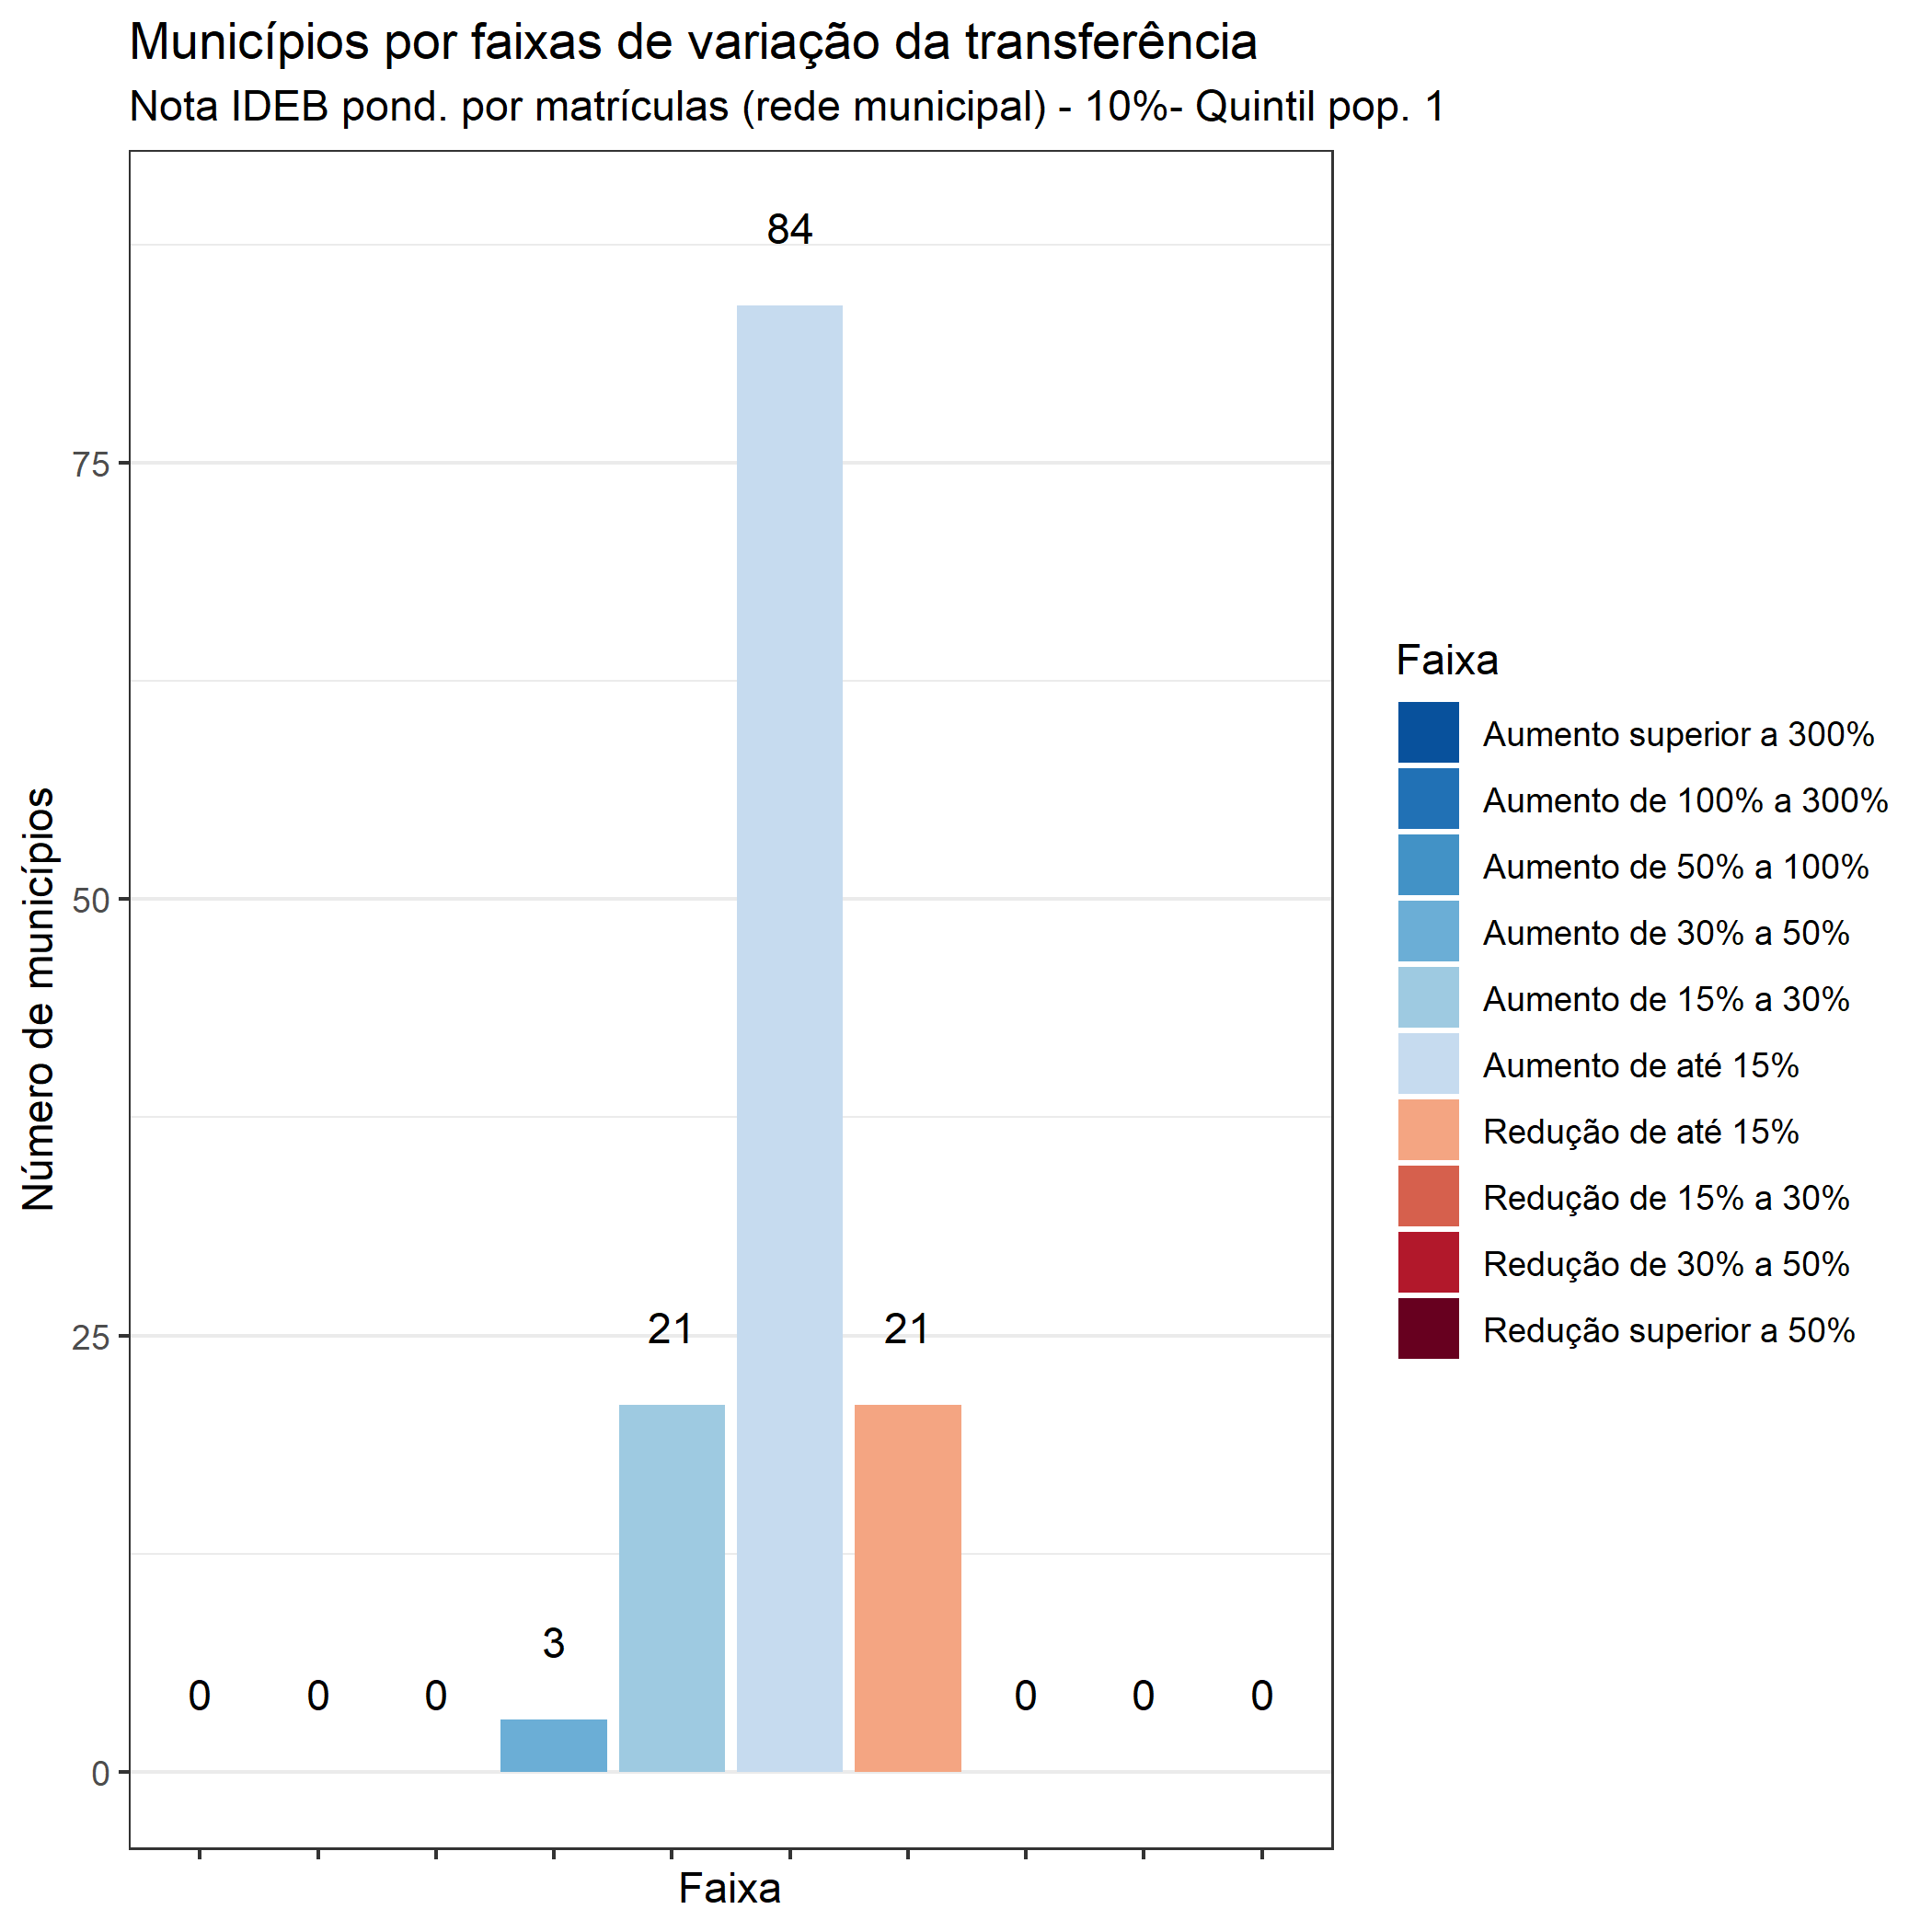 Municípios por faixas de variação da transferência
Nota IDEB pond. por matrículas (rede municipal) - 10%- Quintil pop. 1
Número de municípios
75
50
25
0
0
0
0
3
21
84
21
0
0
0
Faixa
Faixa
Aumento superior a 300%
Aumento de 100% a 300%
Aumento de 50% a 100%
Aumento de 30% a 50%
Aumento de 15% a 30%
Aumento de até 15%
Redução de até 15%
Redução de 15% a 30%
Redução de 30% a 50%
Redução superior a 50%